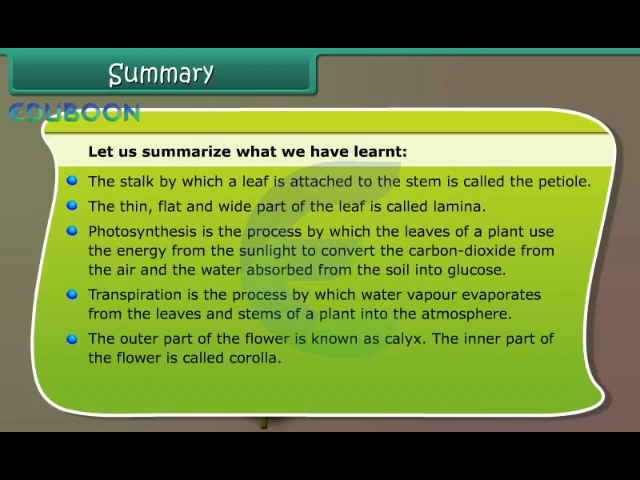 Summary
EDUBOON
Let us summarize what we have learnt:
The stalk by which a leaf is attached to the stem is called the petiole.
The thin, flat and wide part of the leaf is called lamina.
Photosynthesis is the process by which the leaves of a plant use
the energy from the sunlight to convert the carbon-dioxide from
the air and the water absorbed from the soil into glucose.
Transpiration is the process by which water vapour evaporates
from the leaves and stems of a plant into the atmosphere.
The outer part of the flower is known as calyx. The inner part of
the flower is called corolla.